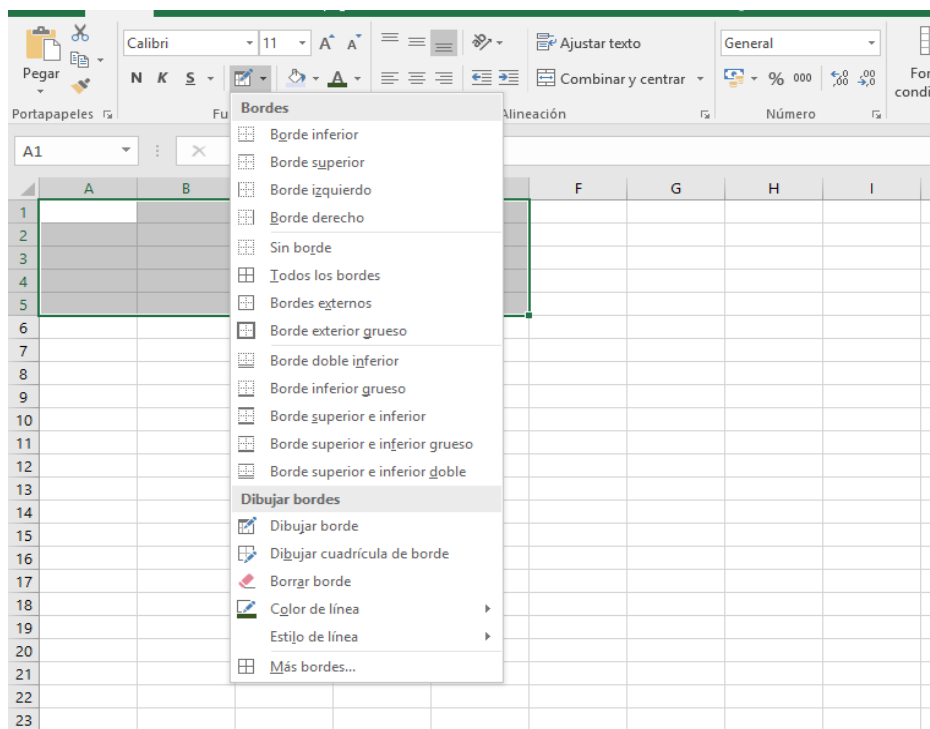 Calibri 11 A A Ajustar texto General
Pegar N K S A Combinar y centrar % 000 ,00 ,0 For
condi
Portapapeles Fu Alineación Número
A1
Bordes
Borde inferior
Borde superior
Borde izquierdo
Borde derecho
Sin borde
Todos los bordes
Bordes externos
Borde exterior grueso
Borde doble inferior
Borde inferior grueso
Borde superior e inferior
Borde superior e inferior grueso
Borde superior e inferior doble
Dibujar bordes
Dibujar borde
Dibujar cuadrícula de borde
Borrar borde
Color de línea
Estilo de línea
Más bordes...
A B F G H I
1
2
3
4
5
6
7
8
9
10
11
12
13
14
15
16
17
18
19
20
21
22
23